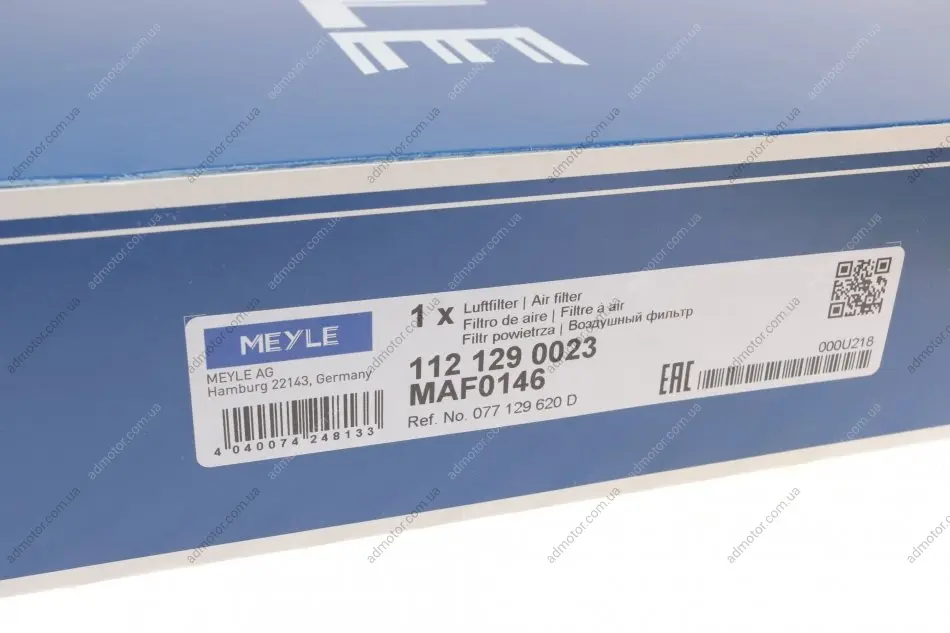 LE
MEYLE
MEYLE AG
Hamburg 22143, Germany
4 040074 248133
1 x Luftfilter | Air filter
Filtro de aire | Filtre à air
Filtr powietrza | Воздушный фильтр
112 129 0023
MAF0146
Ref. No. 077 129 620 D
EAC
000U218
admotor.com.ua